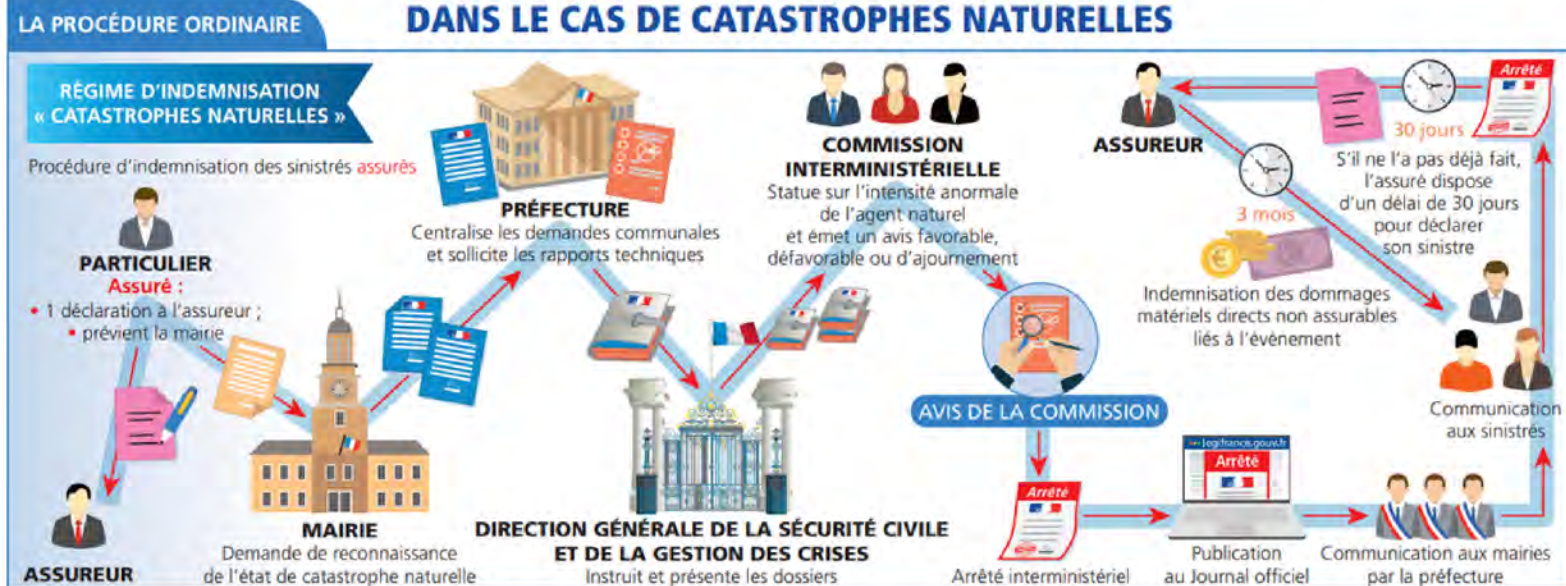 LA PROCÉDURE ORDINAIRE
DANS LE CAS DE CATASTROPHES NATURELLES
RÉGIME D'INDEMNISATION
« CATASTROPHES NATURELLES »
Procédure d'indemnisation des sinistrés assurés
PARTICULIER
Assuré :
• 1 déclaration à l'assureur ;
• prévient la mairie
ASSUREUR
MAIRIE
Demande de reconnaissance
de l'état de catastrophe naturelle
PRÉFECTURE
Centralise les demandes communales
et sollicite les rapports techniques
DIRECTION GÉNÉRALE DE LA SÉCURITÉ CIVILE
ET DE LA GESTION DES CRISES
Instruit et présente les dossiers
COMMISSION
INTERMINISTÉRIELLE
Statue sur l'intensité anormale
de l'agent naturel
et émet un avis favorable,
défavorable ou d'ajournement
AVIS DE LA COMMISSION
Arrêté
Arrêté interministériel
legifrancis.gouv.fr
Arrêté
Publication
au Journal officiel
Communication aux mairies
par la préfecture
Arrêté
30 jours
S'il ne l'a pas déjà fait,
l'assuré dispose
d'un délai de 30 jours
pour déclarer
son sinistre
ASSUREUR
3 mois
Indemnisation des dommages
matériels directs non assurables
liés à l'évènement
Communication
aux sinistrés